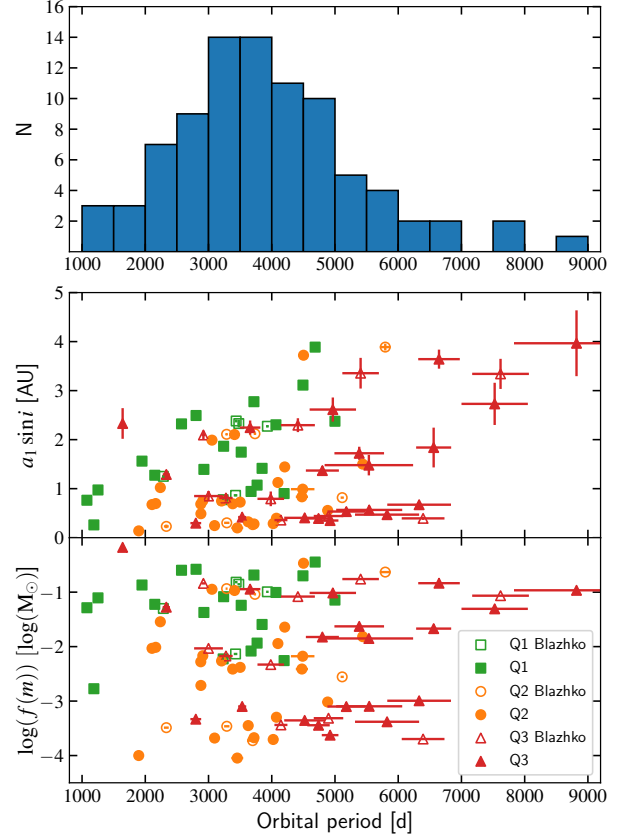 N
16
14
12
10
8
6
4
2
1000 2000 3000 4000 5000 6000 7000 8000 9000
a₁ sin i [AU]
5
4
3
2
1
0
log(f(m)) [log(M⊙)]
−1
−2
−3
−4
Q1 Blazhko
Q1
Q2 Blazhko
Q2
Q3 Blazhko
Q3
1000 2000 3000 4000 5000 6000 7000 8000 9000
Orbital period [d]